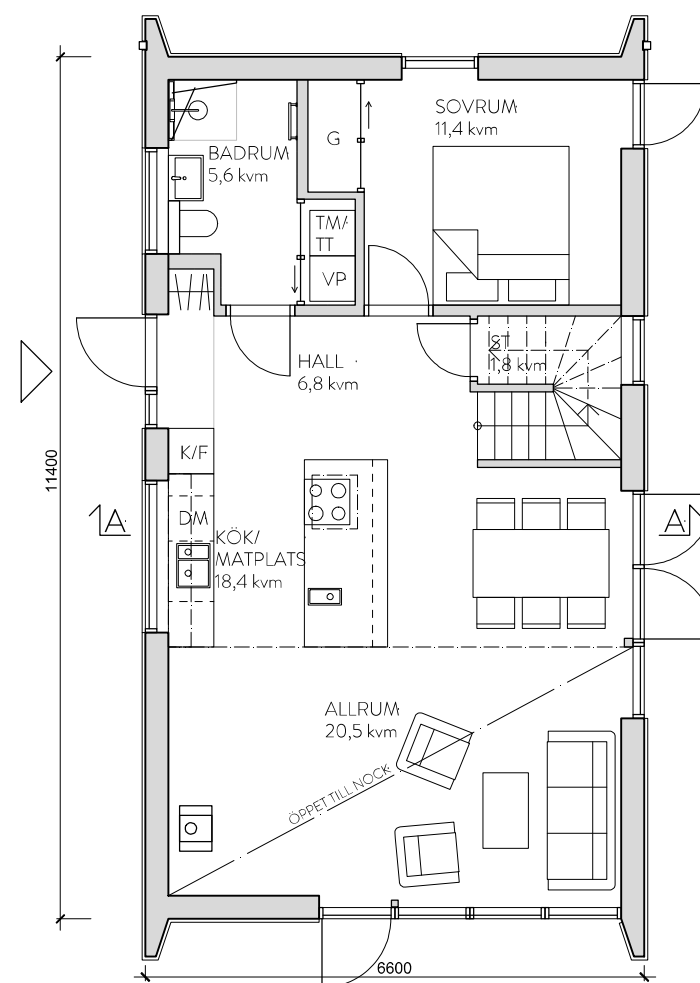 SOVRUM
11,4 kvm
G
BADRUM
5,6 kvm
TM/
TT
VP
HALL
6,8 kvm
ST
1,8 kvm
K/F
11400
A
DM
A
KÖK/
MATPLATS
18,4 kvm
ALLRUM
20,5 kvm
ÖPPET TILL NOCK
6600